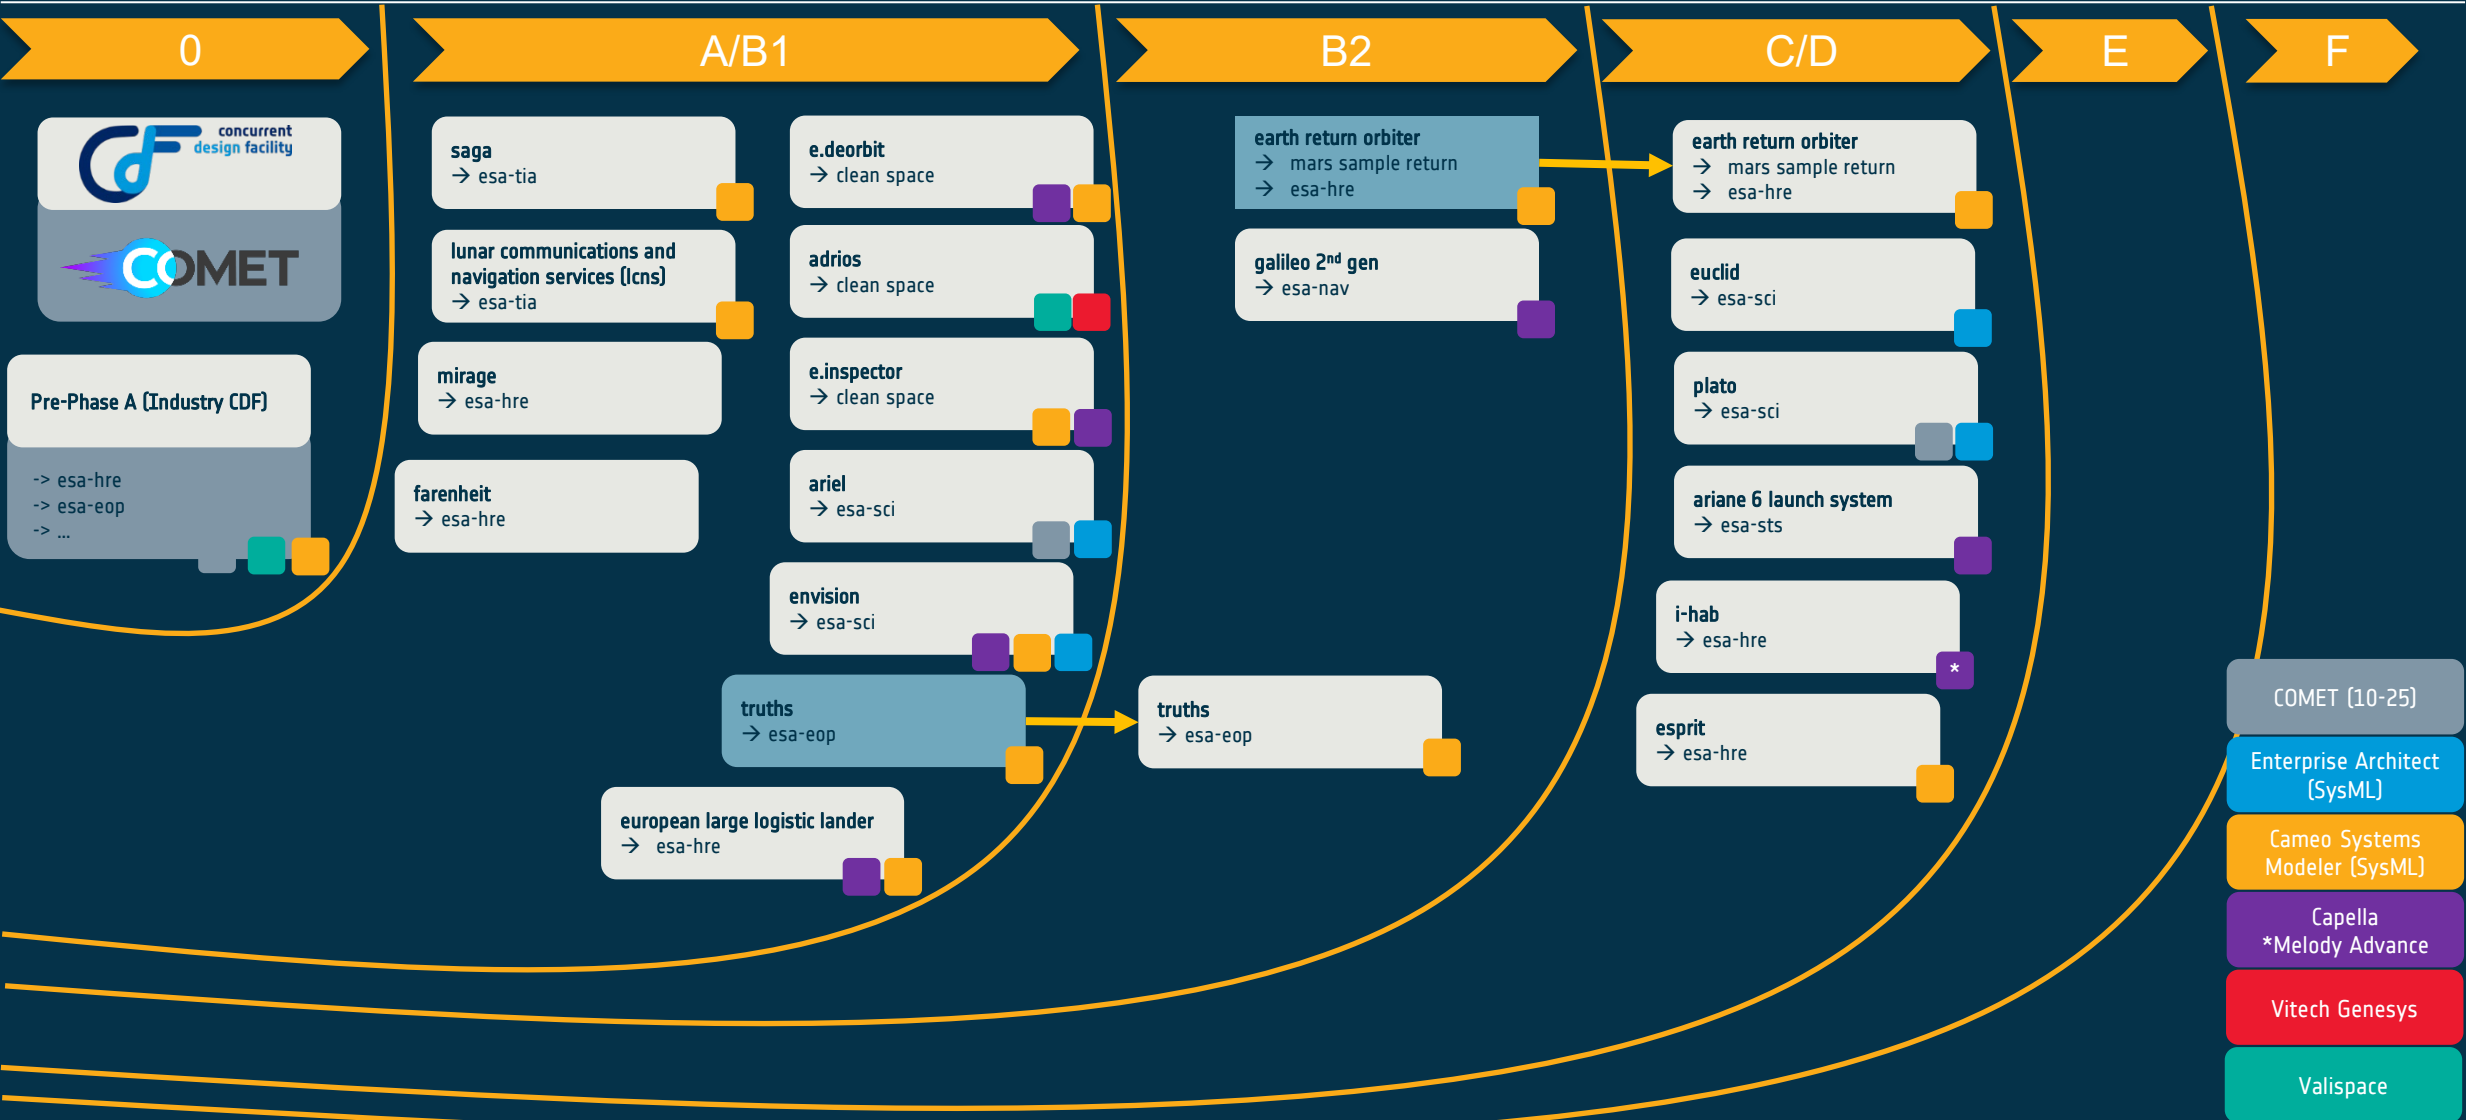 0
A/B1
B2
C/D
E
F
concurrent
design facility
COMET
Pre-Phase A (Industry CDF)
-> esa-hre
-> esa-eop
-> ...
saga
→ esa-tia
lunar communications and
navigation services (lcns)
→ esa-tia
mirage
→ esa-hre
farenheit
→ esa-hre
e.deorbit
→ clean space
adrios
→ clean space
e.inspector
→ clean space
ariel
→ esa-sci
envision
→ esa-sci
truths
→ esa-eop
european large logistic lander
→ esa-hre
earth return orbiter
→ mars sample return
→ esa-hre
galileo 2nd gen
→ esa-nav
truths
→ esa-eop
earth return orbiter
→ mars sample return
→ esa-hre
euclid
→ esa-sci
plato
→ esa-sci
ariane 6 launch system
→ esa-sts
i-hab
→ esa-hre
*
esprit
→ esa-hre
COMET (10-25)
Enterprise Architect
(SysML)
Cameo Systems
Modeler (SysML)
Capella
*Melody Advance
Vitech Genesys
Valispace